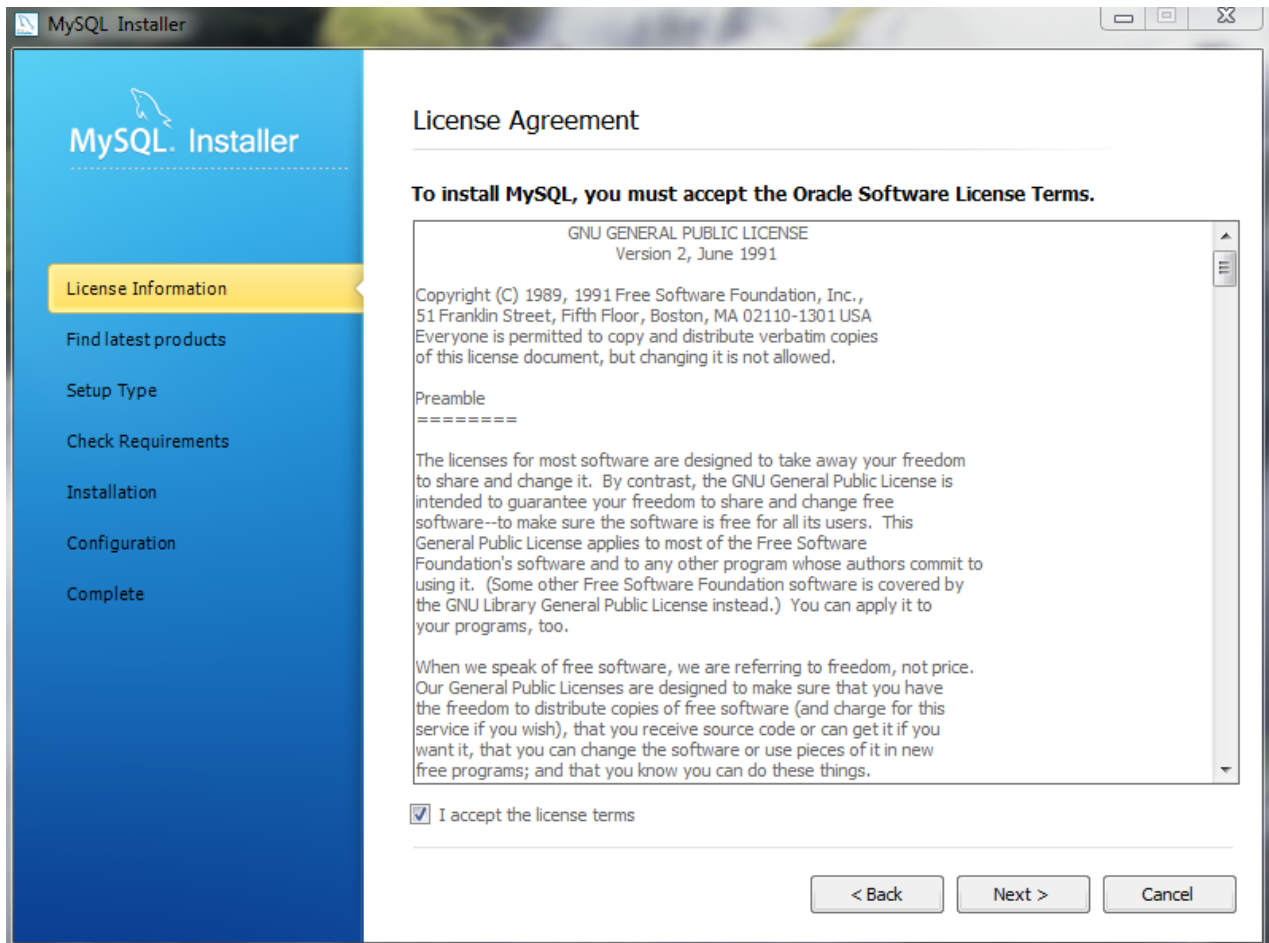 MySQL Installer
MySQL. Installer
License Information
Find latest products
Setup Type
Check Requirements
Installation
Configuration
Complete
License Agreement
To install MySQL, you must accept the Oracle Software License Terms.
GNU GENERAL PUBLIC LICENSE
Version 2, June 1991
Copyright (C) 1989, 1991 Free Software Foundation, Inc.,
51 Franklin Street, Fifth Floor, Boston, MA 02110-1301 USA
Everyone is permitted to copy and distribute verbatim copies
of this license document, but changing it is not allowed.
Preamble
========
The licenses for most software are designed to take away your freedom
to share and change it.  By contrast, the GNU General Public License is
intended to guarantee your freedom to share and change free
software--to make sure the software is free for all its users.  This
General Public License applies to most of the Free Software
Foundation's software and to any other program whose authors commit to
using it.  (Some other Free Software Foundation software is covered by
the GNU Library General Public License instead.)  You can apply it to
your programs, too.
When we speak of free software, we are referring to freedom, not price.
Our General Public Licenses are designed to make sure that you have
the freedom to distribute copies of free software (and charge for this
service if you wish), that you receive source code or can get it if you
want it, that you can change the software or use pieces of it in new
free programs; and that you know you can do these things.
I accept the license terms
< Back
Next >
Cancel